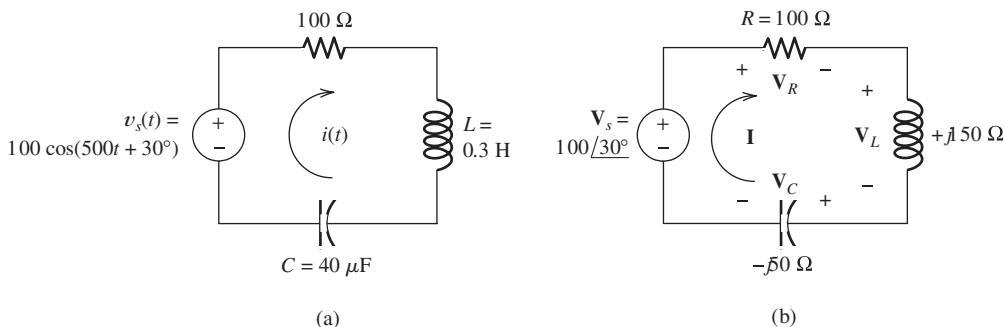 100 Ω
v_s(t) =
100 cos(500t + 30°)
+
−
i(t)
L =
0.3 H
C = 40 μF
(a)
R = 100 Ω
+ V_R −
V_s =
100∠30°
+
−
I
+
V_L
−
+j150 Ω
− V_C +
−j50 Ω
(b)